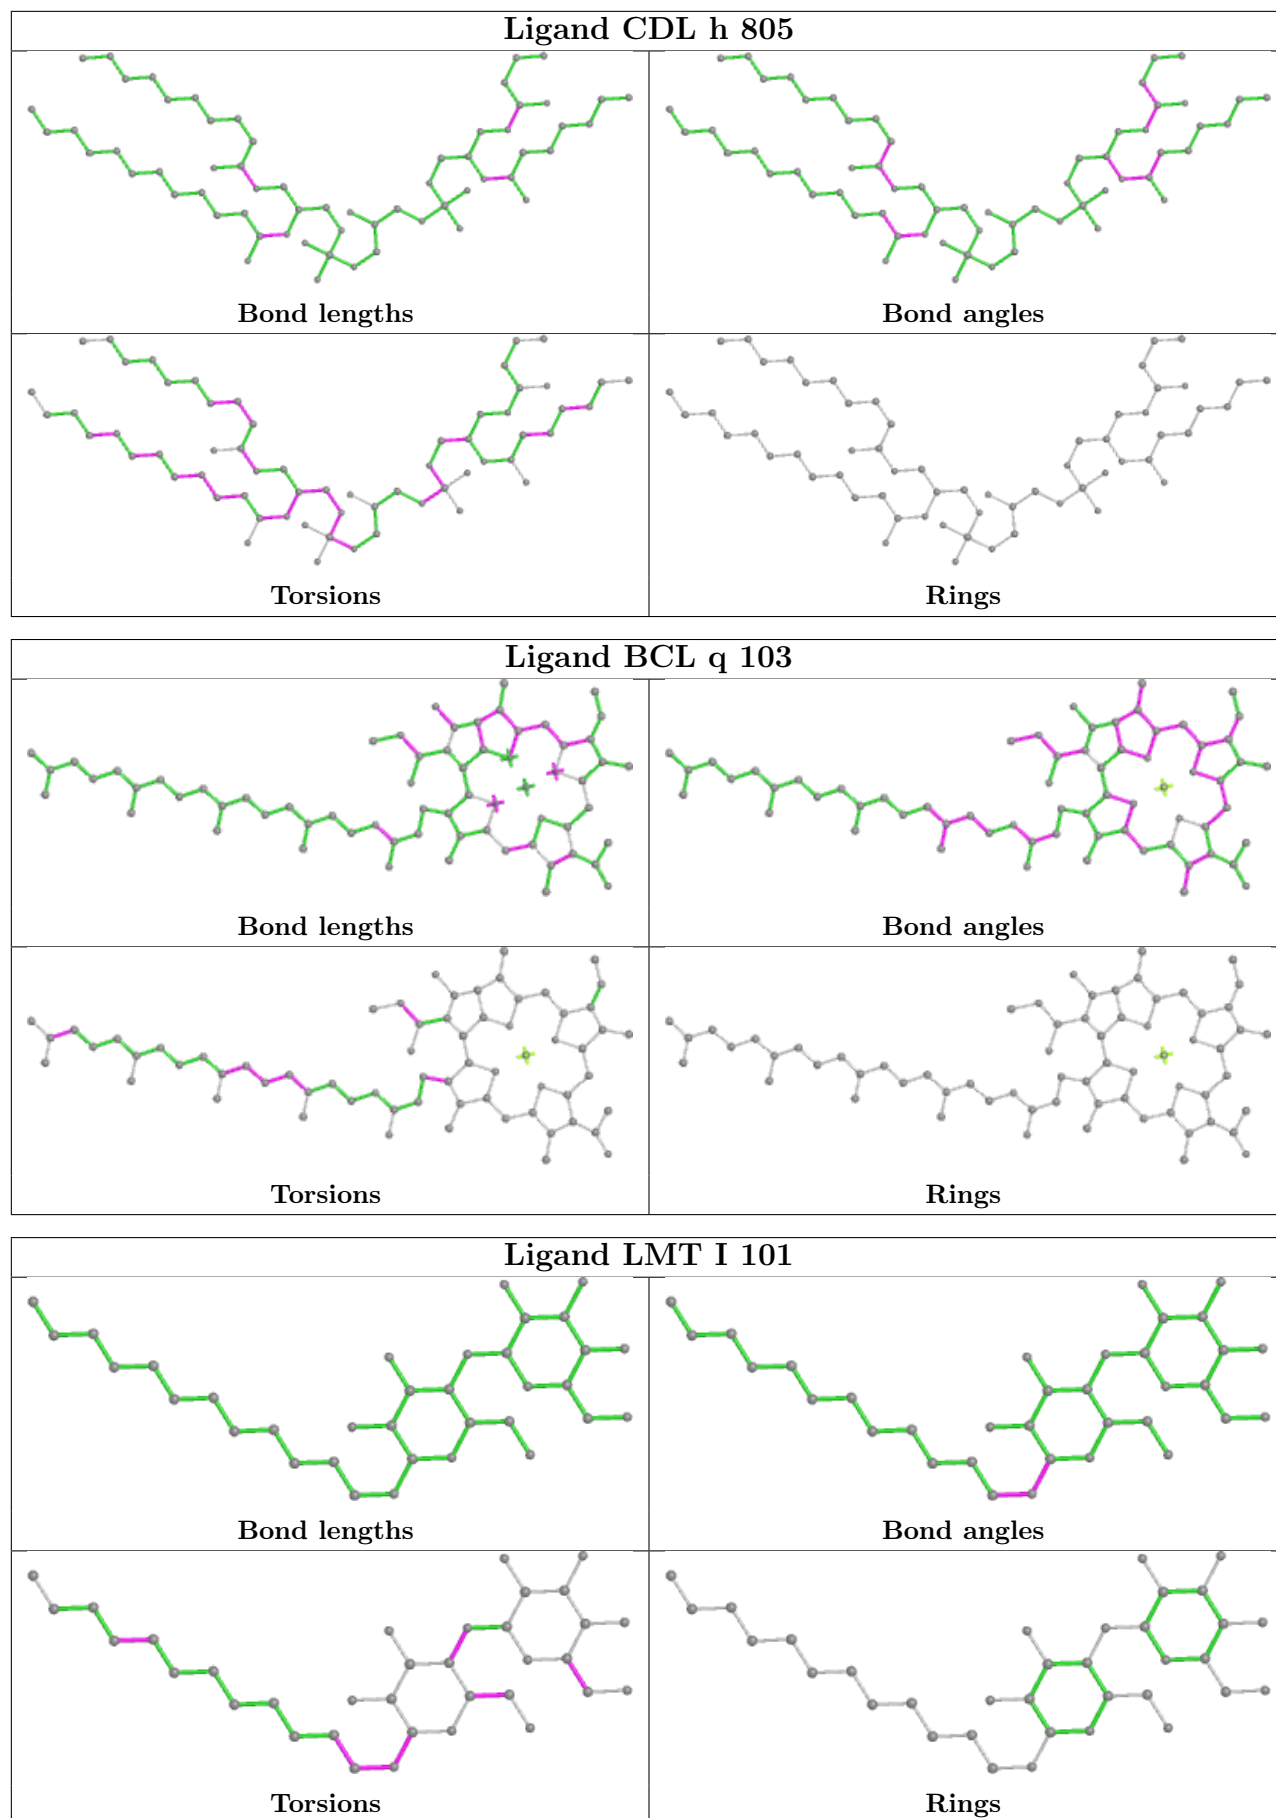 Ligand CDL h 805
Bond lengths
Bond angles
Torsions
Rings
Ligand BCL q 103
Bond lengths
Bond angles
Torsions
Rings
Ligand LMT I 101
Bond lengths
Bond angles
Torsions
Rings